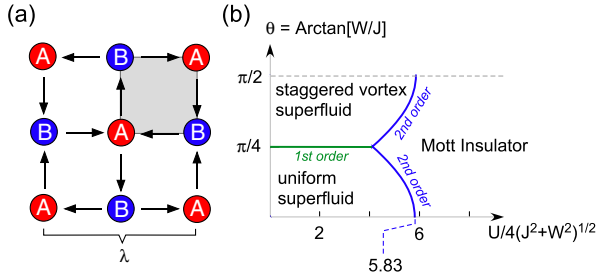 (a)
A B A
B A B
A B A
λ
(b)
θ = Arctan[W/J]
π/2
staggered vortex
superfluid
2nd order
π/4
1st order
Mott Insulator
uniform
superfluid
2nd order
2 6
U/4(J²+W²)^1/2
5.83